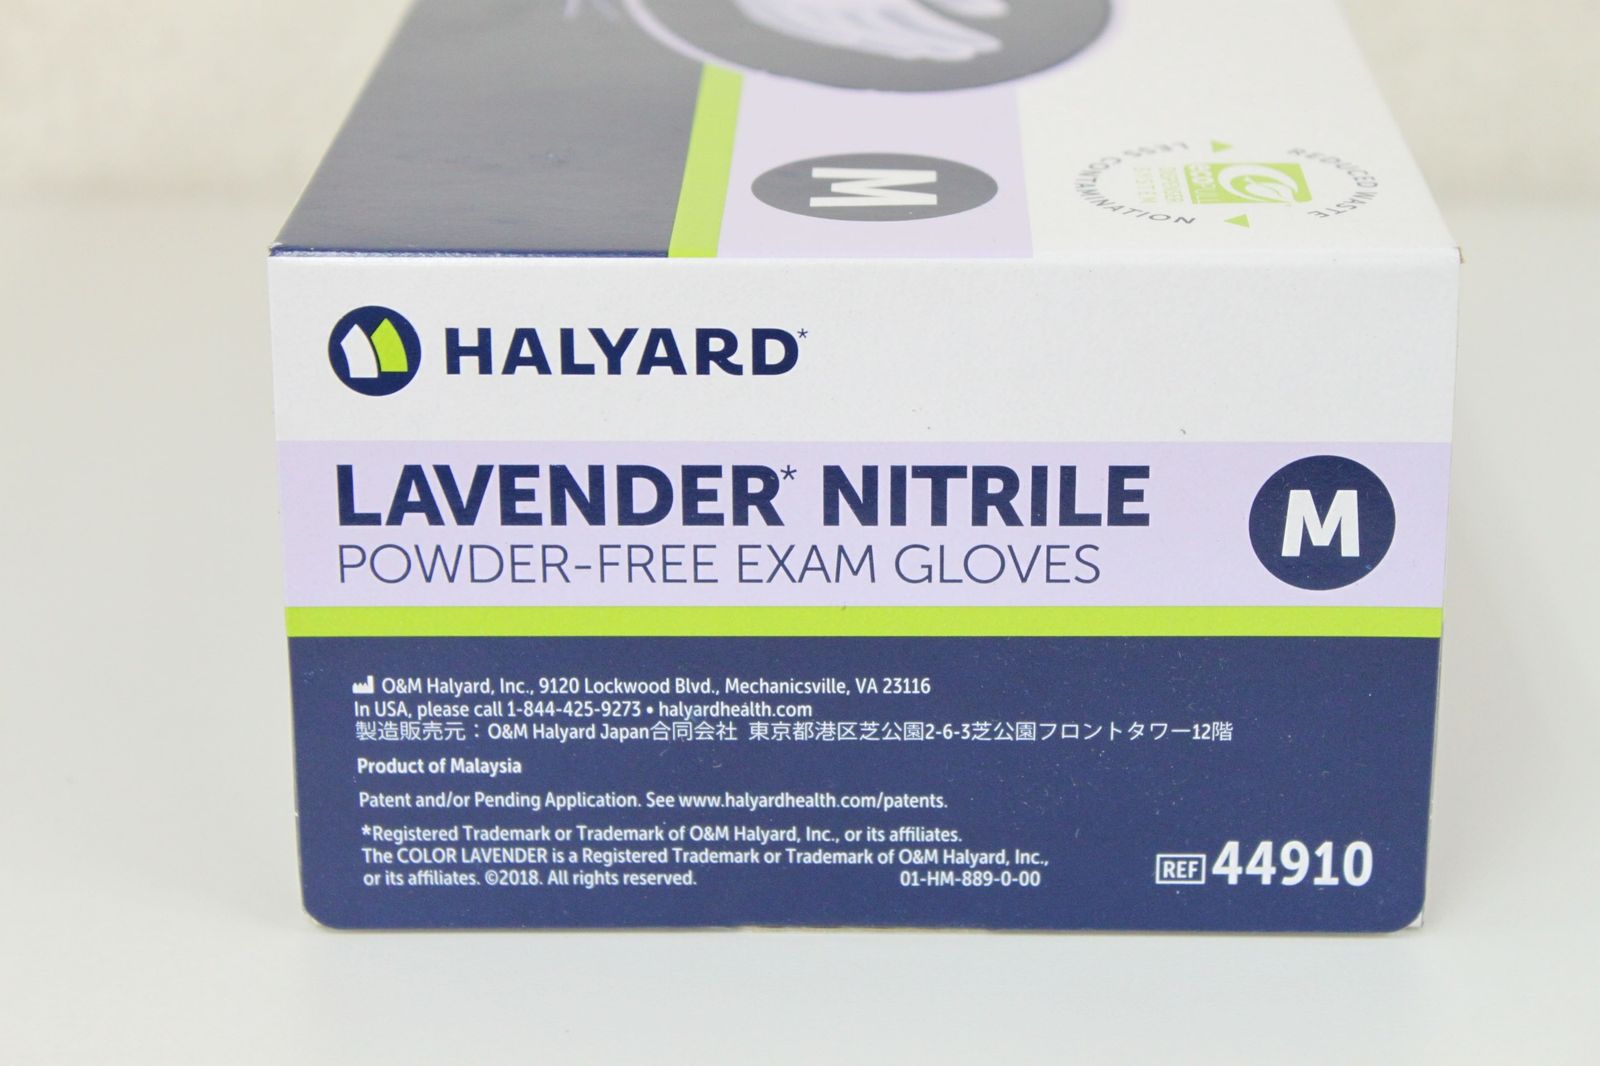 M
LESS CONTAMINATION
REDUCED WASTE
HALYARD*
LAVENDER* NITRILE
POWDER-FREE EXAM GLOVES
M
O&M Halyard, Inc., 9120 Lockwood Blvd., Mechanicsville, VA 23116
In USA, please call 1-844-425-9273 • halyardhealth.com
製造販売元：O&M Halyard Japan合同会社 東京都港区芝公園2-6-3芝公園フロントタワー12階
Product of Malaysia
Patent and/or Pending Application. See www.halyardhealth.com/patents.
*Registered Trademark or Trademark of O&M Halyard, Inc., or its affiliates.
The COLOR LAVENDER is a Registered Trademark or Trademark of O&M Halyard, Inc.,
or its affiliates. ©2018. All rights reserved. 01-HM-889-0-00
REF 44910